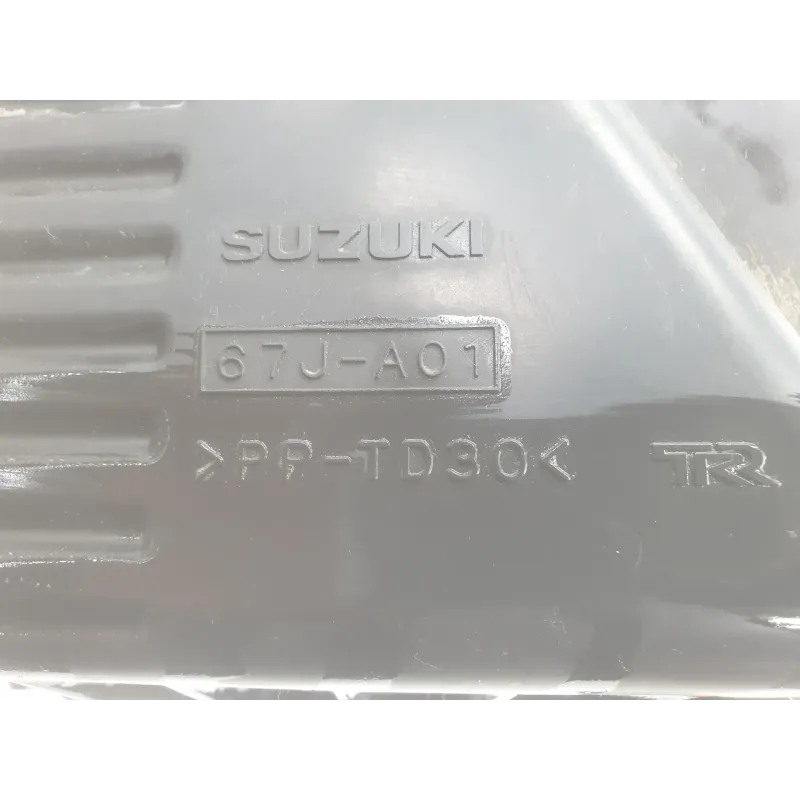 SUZUKI
67J-A01
>PP-TD30<
TR